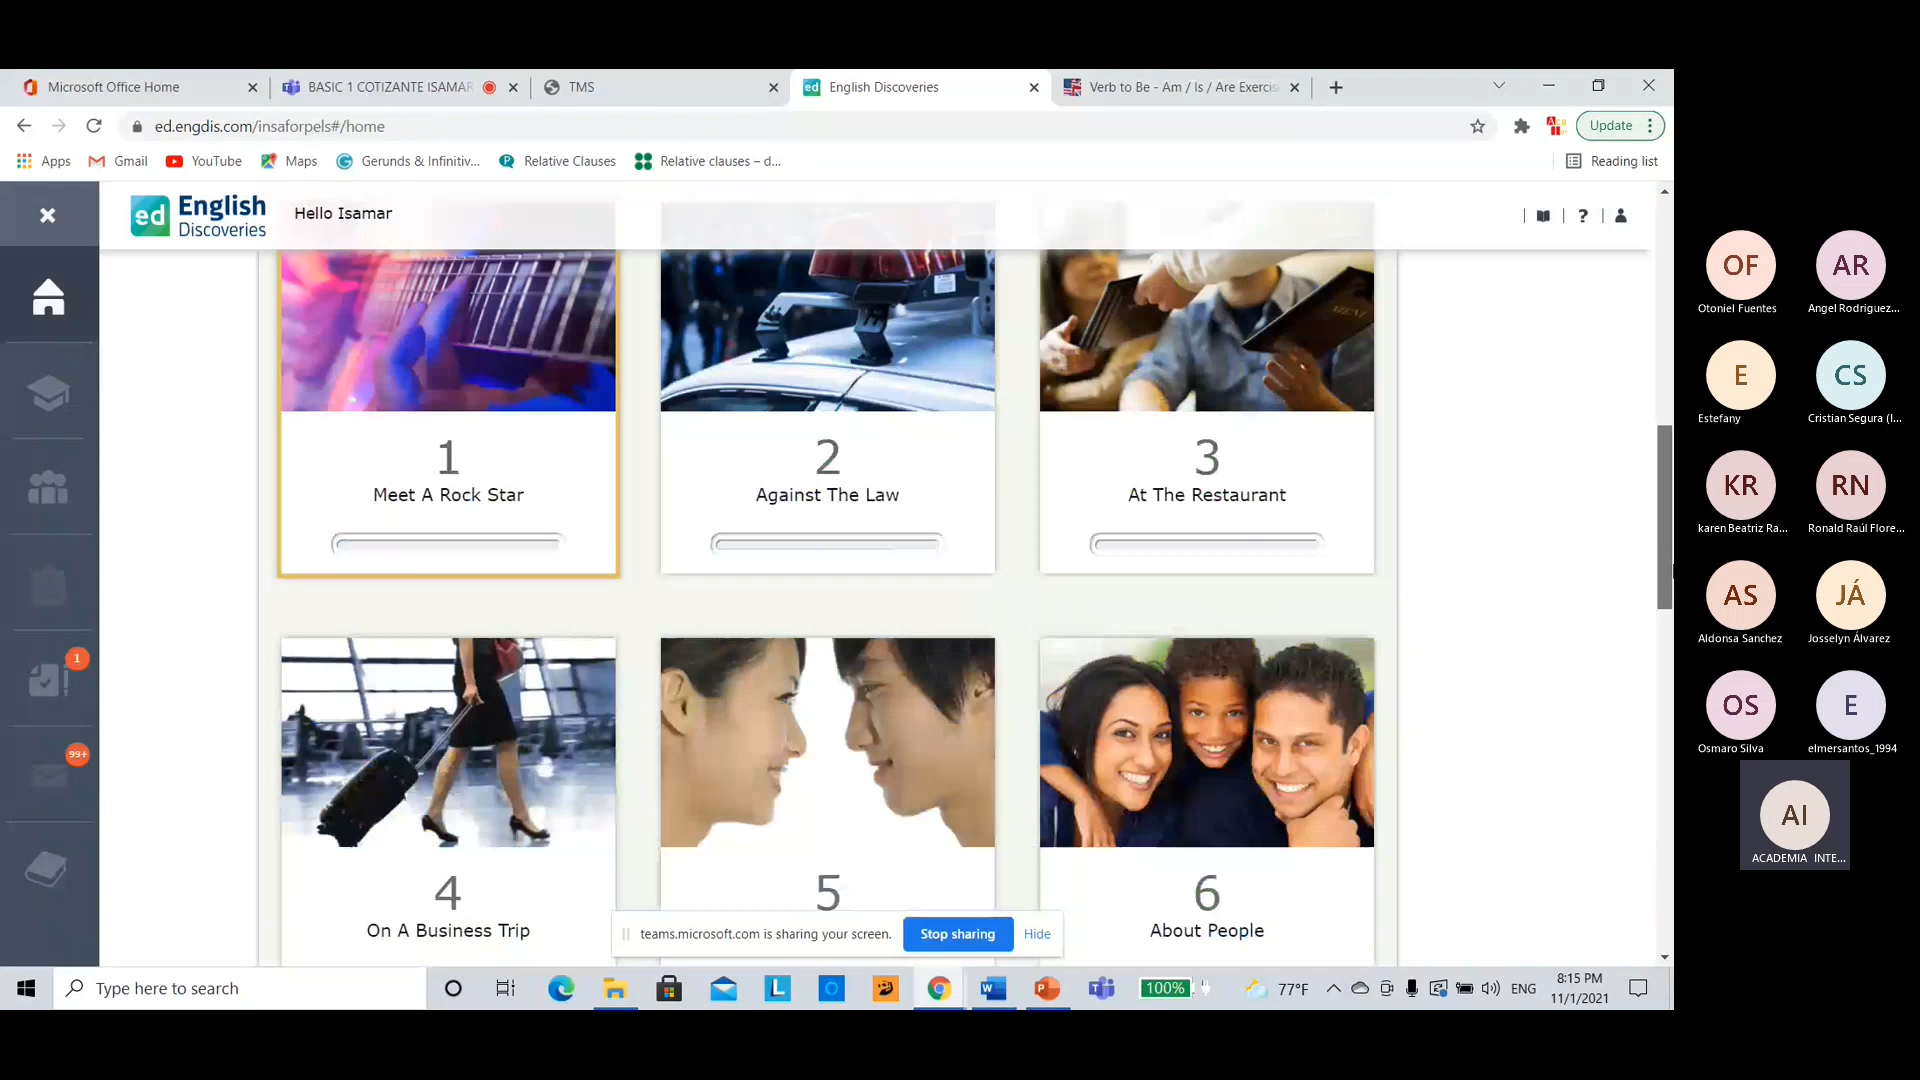 Microsoft Office Home
BASIC 1 COTIZANTE ISAMAR
TMS
English Discoveries
Verb to Be - Am / Is / Are Exercis
ed.engdis.com/insaforpels#/home
Update
Apps
Gmail
YouTube
Maps
Gerunds & Infinitiv...
Relative Clauses
Relative clauses – d...
Reading list
ed English Discoveries
Hello Isamar
?
MENU
1
Meet A Rock Star
2
Against The Law
3
At The Restaurant
4
On A Business Trip
5
6
About People
1
99+
teams.microsoft.com is sharing your screen.
Stop sharing
Hide
Type here to search
100%
77°F
ENG
8:15 PM
11/1/2021
OF
Otoniel Fuentes
AR
Angel Rodriguez...
E
Estefany
CS
Cristian Segura (I...
KR
karen Beatriz Ra...
RN
Ronald Raúl Flore...
AS
Aldonsa Sanchez
JÁ
Josselyn Álvarez
OS
Osmaro Silva
E
elmersantos_1994
AI
ACADEMIA INTE...